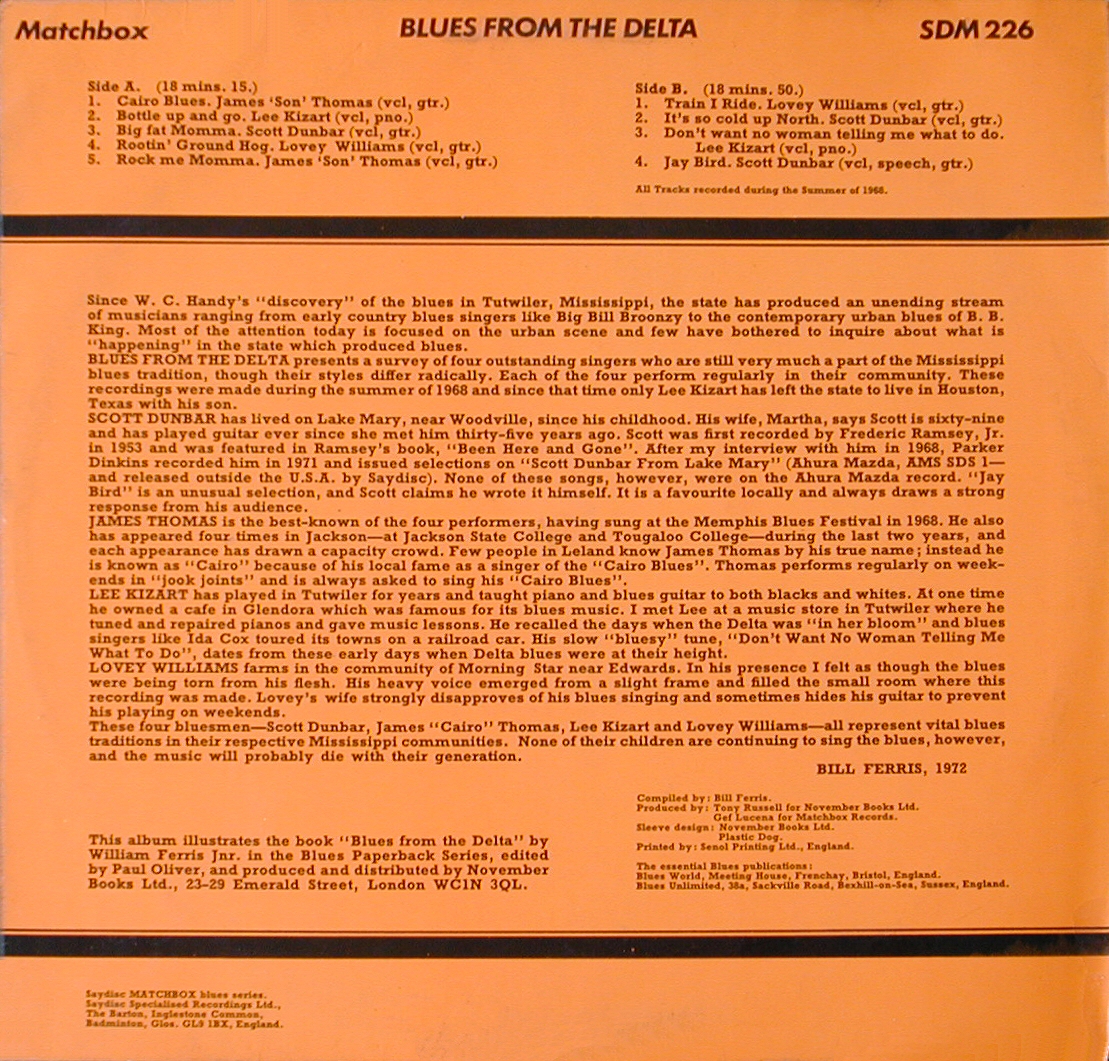 Matchbox BLUES FROM THE DELTA SDM 226
Side A. (18 mins. 15.)
1. Cairo Blues. James ‘Son’ Thomas (vcl, gtr.)
2. Bottle up and go. Lee Kizart (vcl, pno.)
3. Big fat Momma. Scott Dunbar (vcl, gtr.)
4. Rootin’ Ground Hog. Lovey Williams (vcl, gtr.)
5. Rock me Momma. James ‘Son’ Thomas (vcl, gtr.)
Side B. (18 mins. 50.)
1. Train I Ride. Lovey Williams (vcl, gtr.)
2. It’s so cold up North. Scott Dunbar (vcl, gtr.)
3. Don’t want no woman telling me what to do.
Lee Kizart (vcl, pno.)
4. Jay Bird. Scott Dunbar (vcl, speech, gtr.)
All Tracks recorded during the Summer of 1968.
Since W. C. Handy’s “discovery” of the blues in Tutwiler, Mississippi, the state has produced an unending stream
of musicians ranging from early country blues singers like Big Bill Broonzy to the contemporary urban blues of B. B.
King. Most of the attention today is focused on the urban scene and few have bothered to inquire about what is
“happening” in the state which produced blues.
BLUES FROM THE DELTA presents a survey of four outstanding singers who are still very much a part of the Mississippi
blues tradition, though their styles differ radically. Each of the four perform regularly in their community. These
recordings were made during the summer of 1968 and since that time only Lee Kizart has left the state to live in Houston,
Texas with his son.
SCOTT DUNBAR has lived on Lake Mary, near Woodville, since his childhood. His wife, Martha, says Scott is sixty-nine
and has played guitar ever since she met him thirty-five years ago. Scott was first recorded by Frederic Ramsey, Jr.
in 1953 and was featured in Ramsey’s book, “Been Here and Gone”. After my interview with him in 1968, Parker
Dinkins recorded him in 1971 and issued selections on “Scott Dunbar From Lake Mary” (Ahura Mazda, AMS SDS 1—
and released outside the U.S.A. by Saydisc). None of these songs, however, were on the Ahura Mazda record. “Jay
Bird” is an unusual selection, and Scott claims he wrote it himself. It is a favourite locally and always draws a strong
response from his audience.
JAMES THOMAS is the best-known of the four performers, having sung at the Memphis Blues Festival in 1968. He also
has appeared four times in Jackson—at Jackson State College and Tougaloo College—during the last two years, and
each appearance has drawn a capacity crowd. Few people in Leland know James Thomas by his true name; instead he
is known as “Cairo” because of his local fame as a singer of the “Cairo Blues”. Thomas performs regularly on week-
ends in “jook joints” and is always asked to sing his “Cairo Blues”.
LEE KIZART has played in Tutwiler for years and taught piano and blues guitar to both blacks and whites. At one time
he owned a cafe in Glendora which was famous for its blues music. I met Lee at a music store in Tutwiler where he
tuned and repaired pianos and gave music lessons. He recalled the days when the Delta was “in her bloom” and blues
singers like Ida Cox toured its towns on a railroad car. His slow “bluesy” tune, “Don’t Want No Woman Telling Me
What To Do”, dates from these early days when Delta blues were at their height.
LOVEY WILLIAMS farms in the community of Morning Star near Edwards. In his presence I felt as though the blues
were being torn from his flesh. His heavy voice emerged from a slight frame and filled the small room where this
recording was made. Lovey’s wife strongly disapproves of his blues singing and sometimes hides his guitar to prevent
his playing on weekends.
These four bluesmen—Scott Dunbar, James “Cairo” Thomas, Lee Kizart and Lovey Williams—all represent vital blues
traditions in their respective Mississippi communities. None of their children are continuing to sing the blues, however,
and the music will probably die with their generation.
BILL FERRIS, 1972
This album illustrates the book “Blues from the Delta” by
William Ferris Jnr. in the Blues Paperback Series, edited
by Paul Oliver, and produced and distributed by November
Books Ltd., 23–29 Emerald Street, London WC1N 3QL.
Compiled by: Bill Ferris.
Produced by: Tony Russell for November Books Ltd.
Gef Lucena for Matchbox Records.
Sleeve design: November Books Ltd.
Plastic Dog.
Printed by: Senol Printing Ltd., England.
The essential Blues publications:
Blues World, Meeting House, Frenchay, Bristol, England.
Blues Unlimited, 38a, Sackville Road, Bexhill-on-Sea, Sussex, England.
Saydisc MATCHBOX blues series.
Saydisc Specialised Recordings Ltd.,
The Barton, Inglestone Common,
Badminton, Glos. GL9 1BX, England.